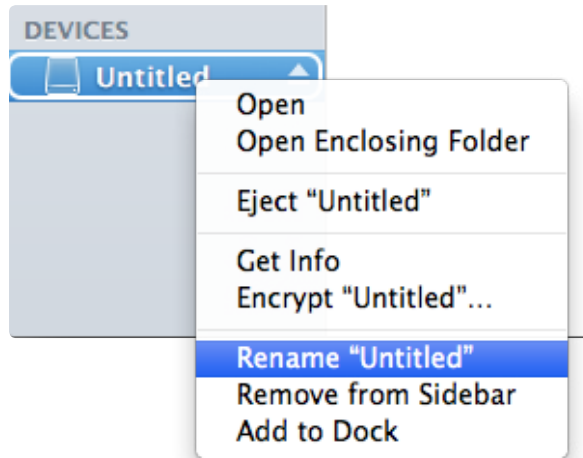 DEVICES
Untitled
Open
Open Enclosing Folder
Eject “Untitled”
Get Info
Encrypt “Untitled”...
Rename “Untitled”
Remove from Sidebar
Add to Dock